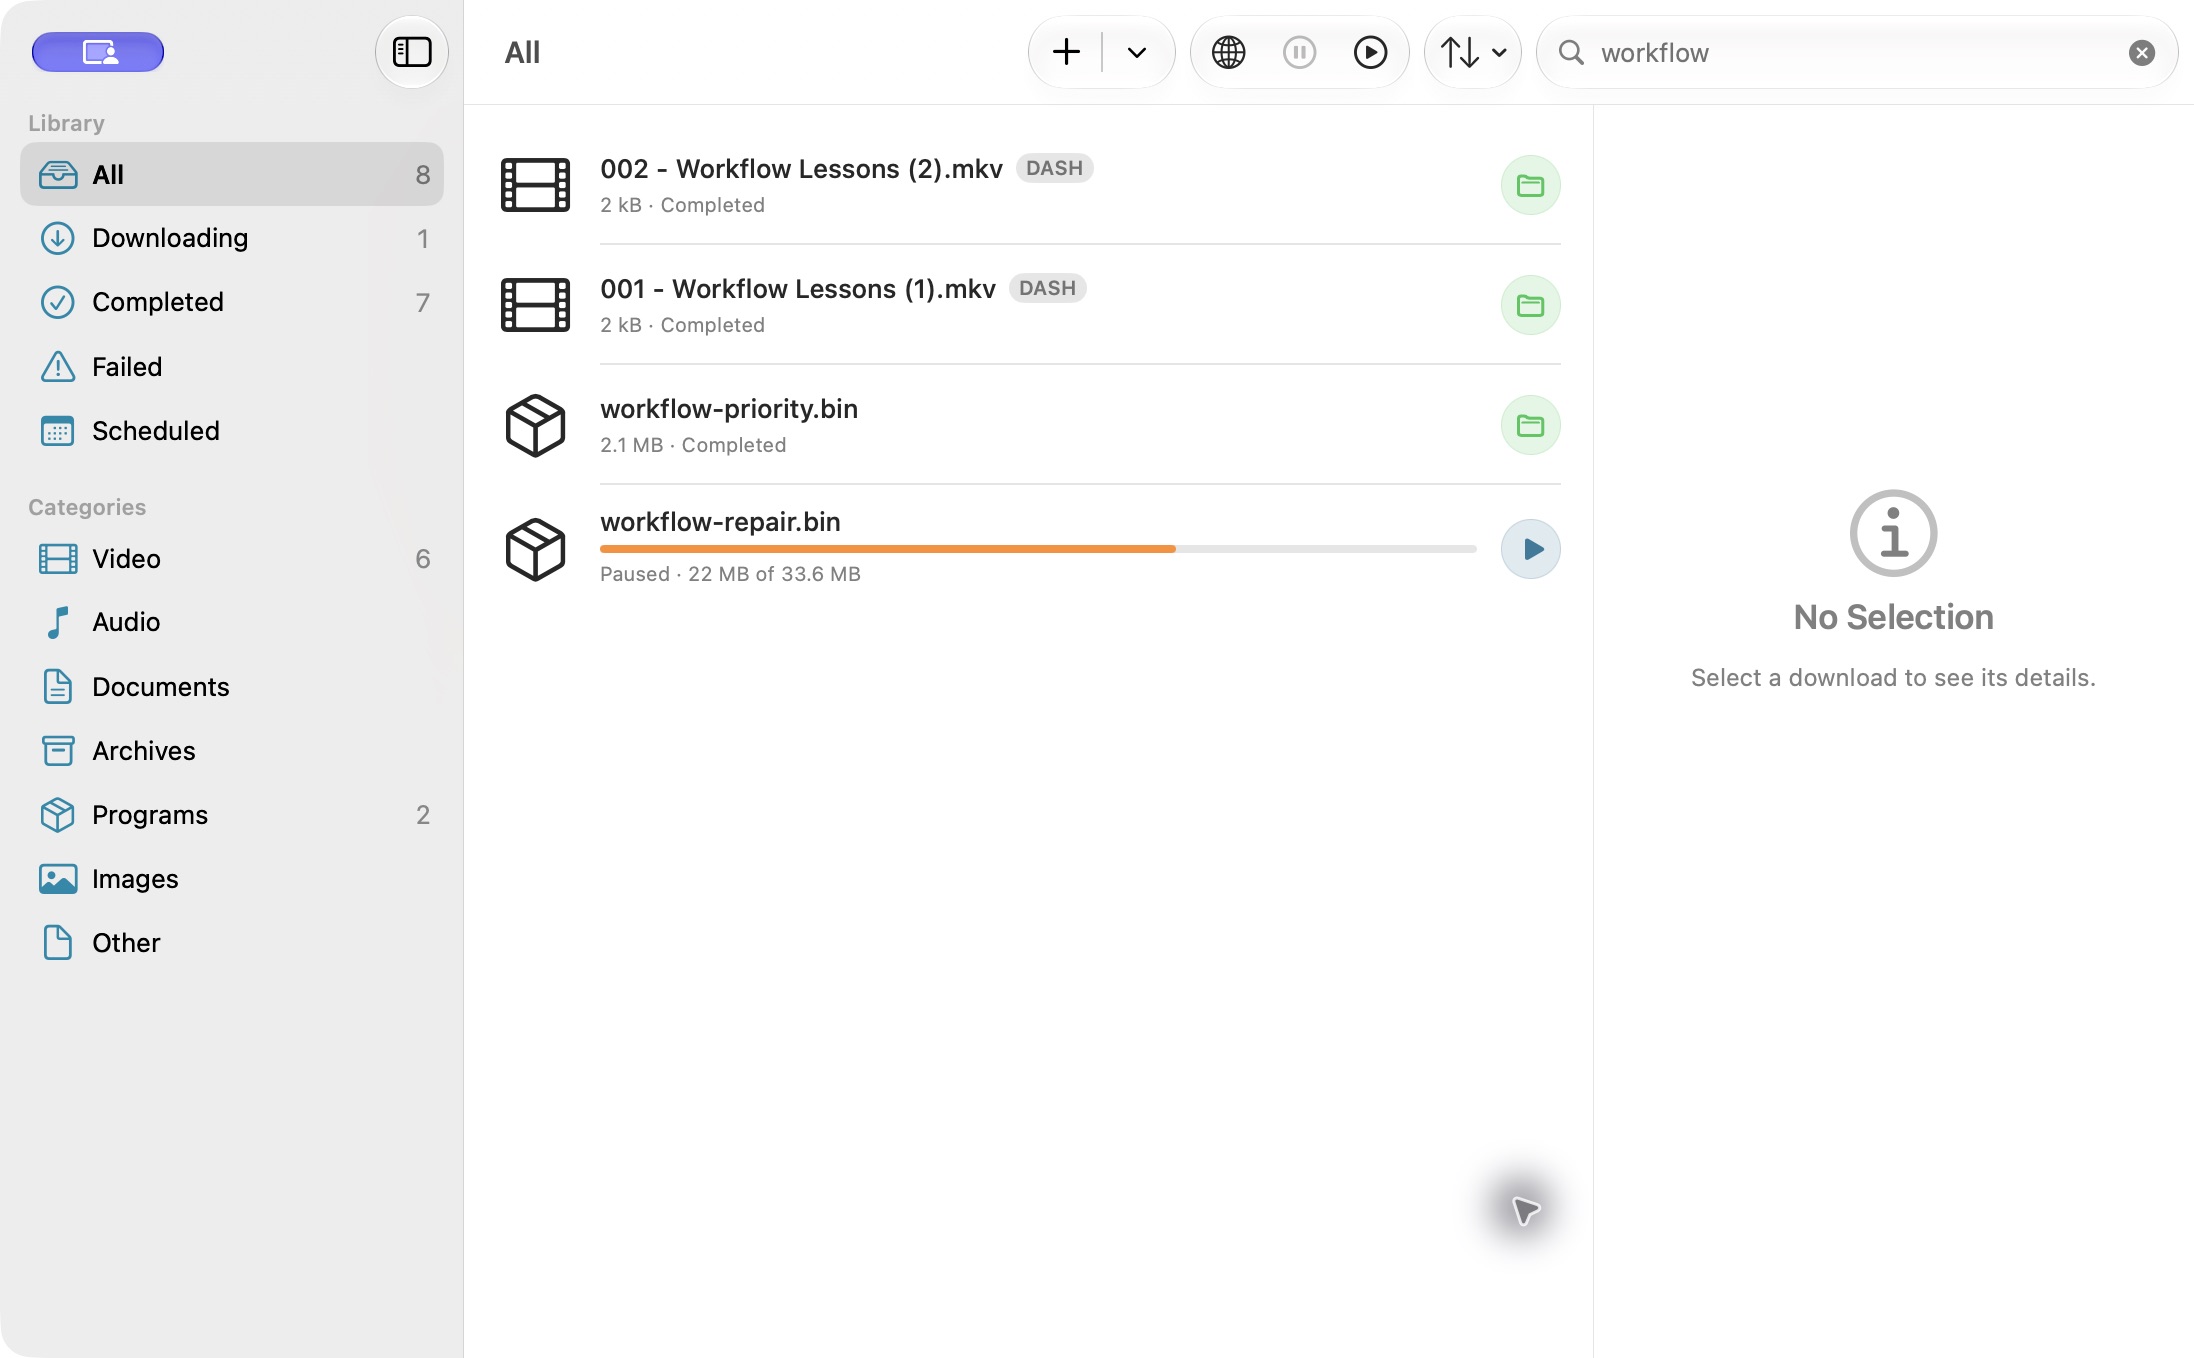 All
workflow
Library
All 8
Downloading 1
Completed 7
Failed
Scheduled
Categories
Video 6
Audio
Documents
Archives
Programs 2
Images
Other
002 - Workflow Lessons (2).mkv DASH
2 kB · Completed
001 - Workflow Lessons (1).mkv DASH
2 kB · Completed
workflow-priority.bin
2.1 MB · Completed
workflow-repair.bin
Paused · 22 MB of 33.6 MB
No Selection
Select a download to see its details.